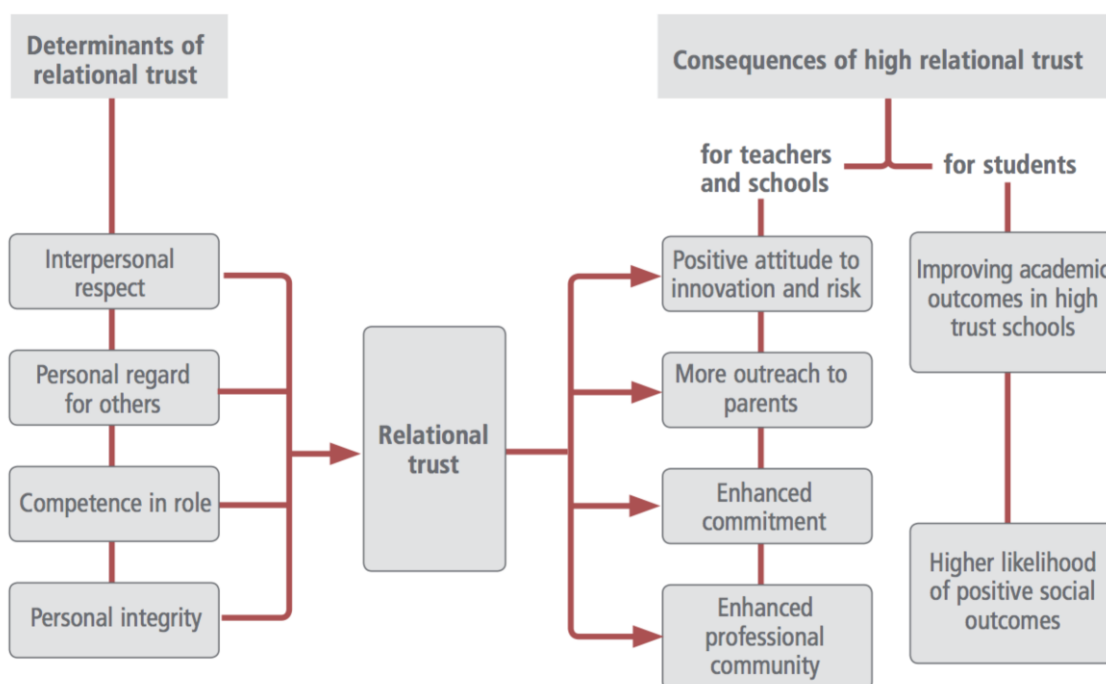 Determinants of
relational trust
Interpersonal
respect
Personal regard
for others
Competence in role
Personal integrity
Relational
trust
Consequences of high relational trust
for teachers
and schools
Positive attitude to
innovation and risk
More outreach to
parents
Enhanced
commitment
Enhanced
professional
community
for students
Improving academic
outcomes in high
trust schools
Higher likelihood
of positive social
outcomes